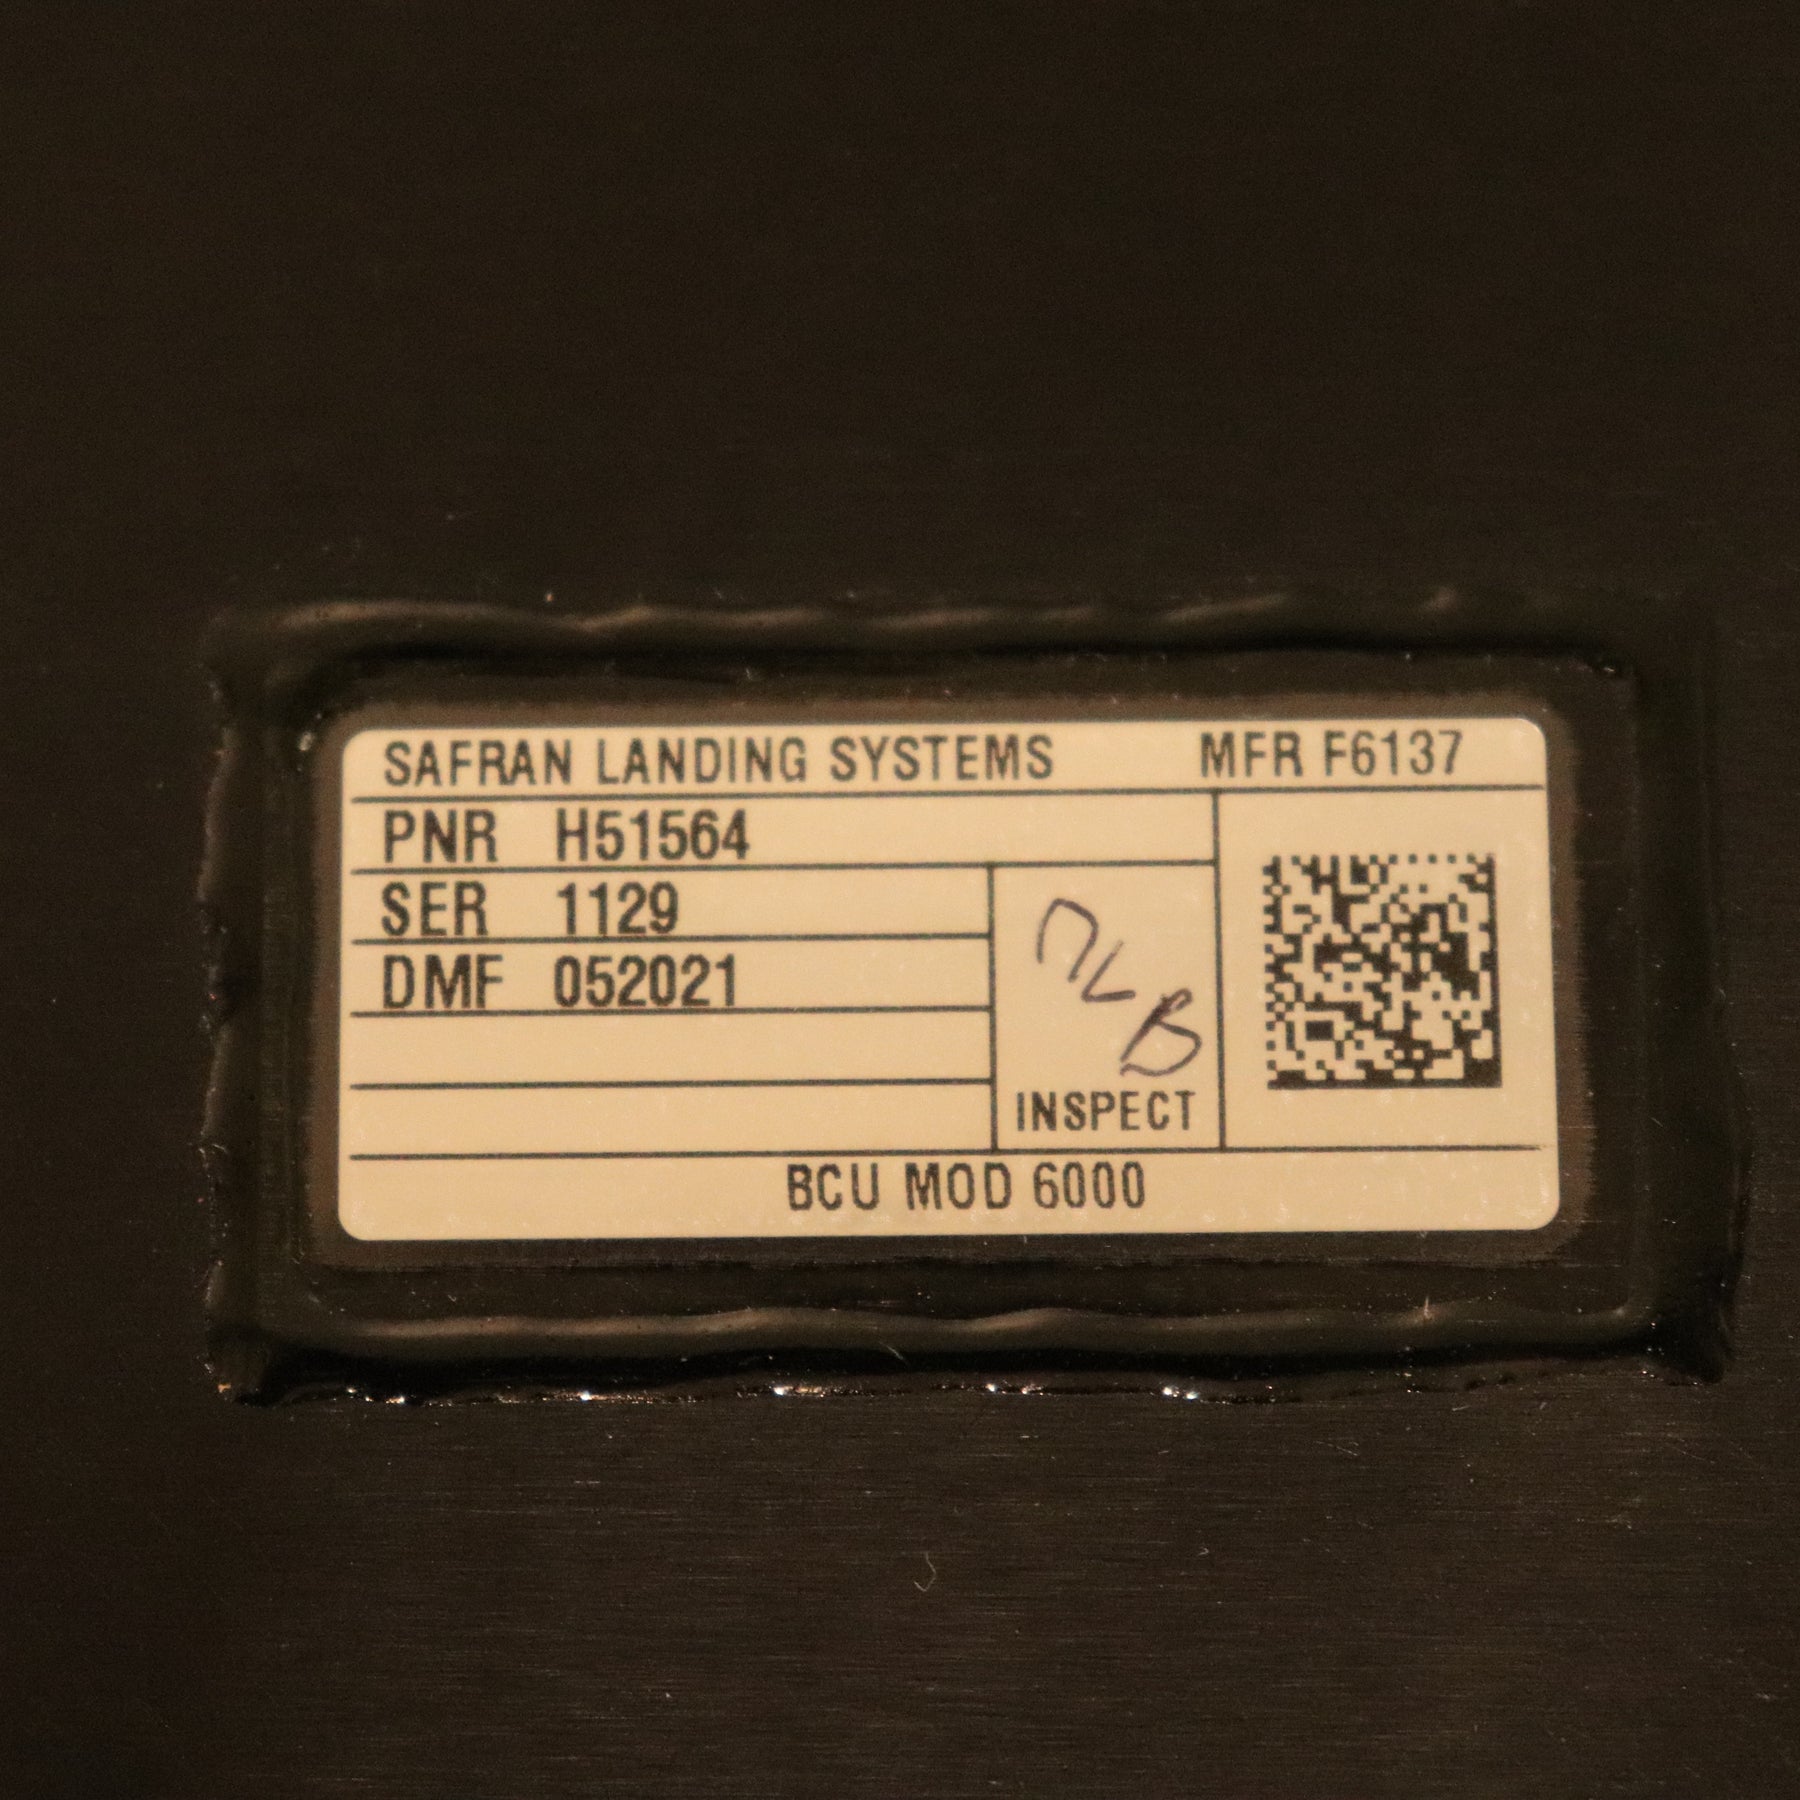 SAFRAN LANDING SYSTEMS MFR F6137
PNR H51564
SER 1129
DMF 052021
INSPECT
BCU MOD 6000